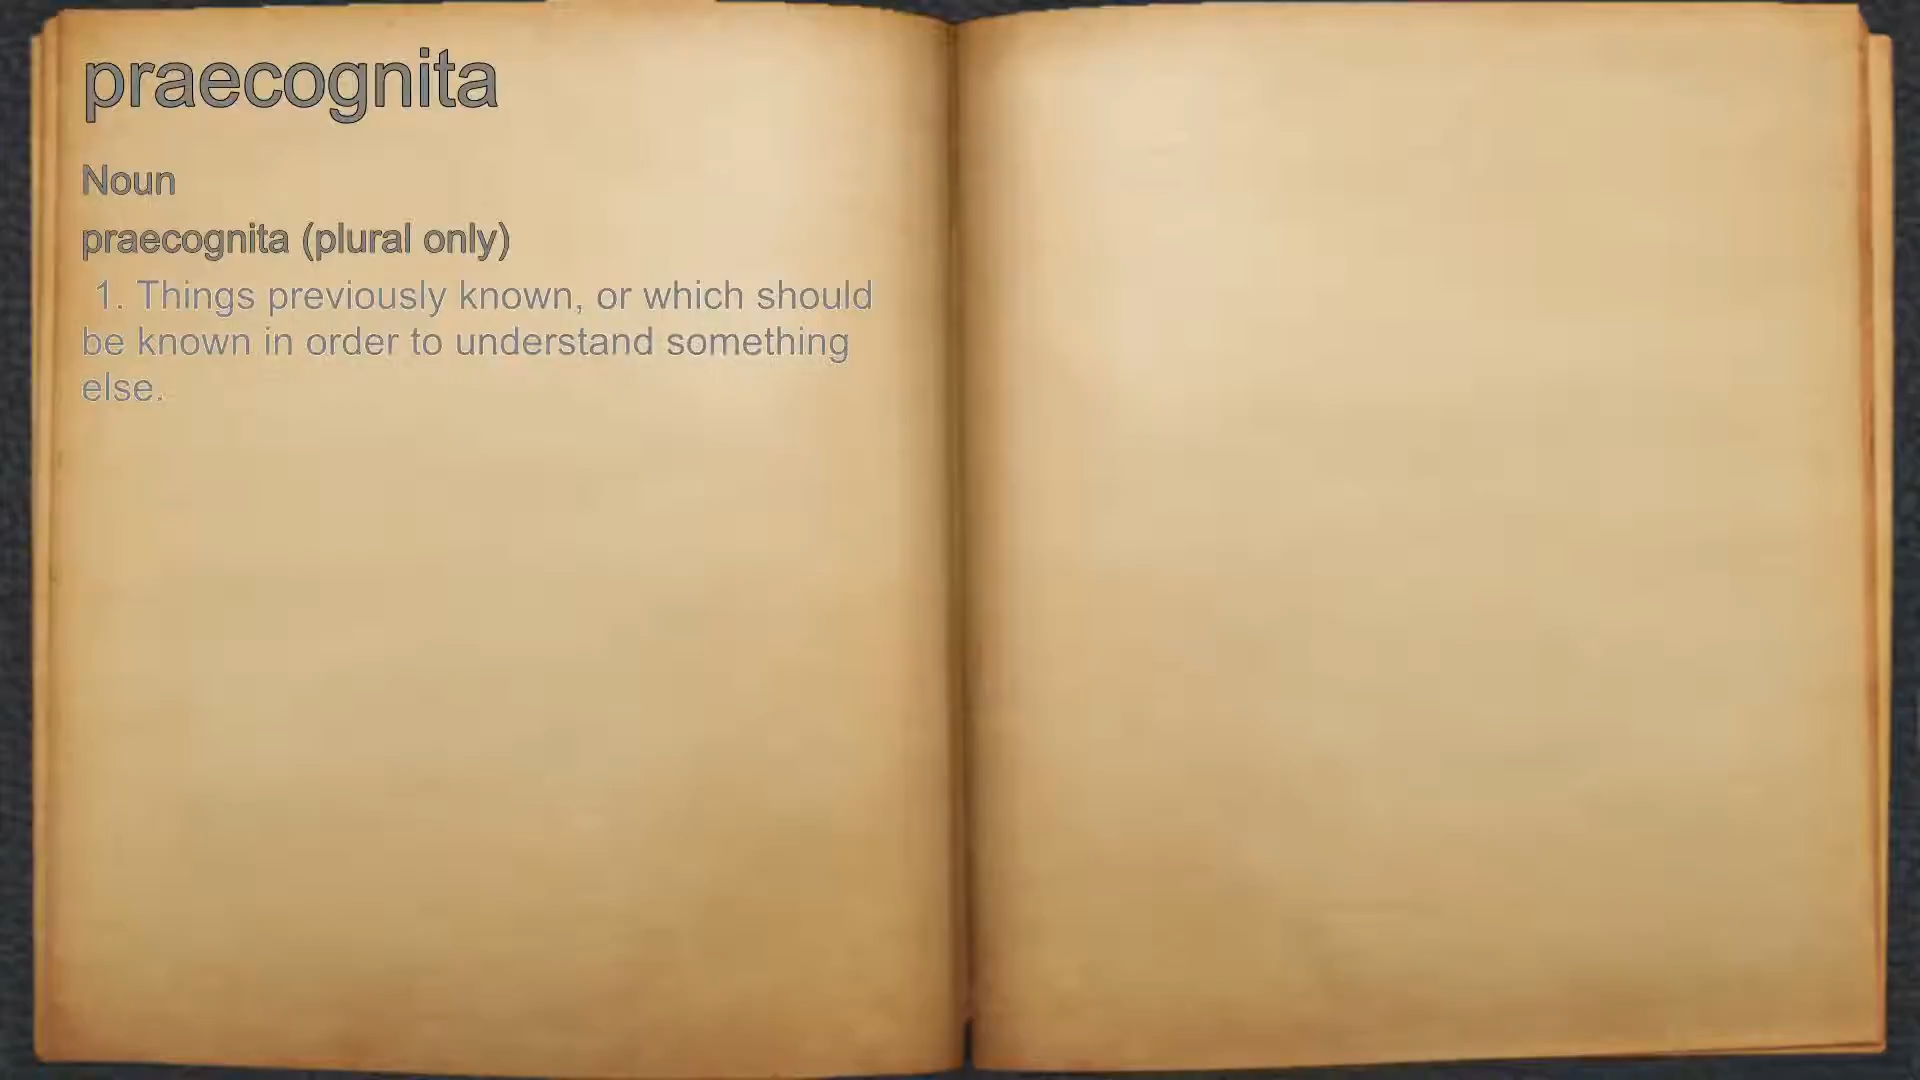 praecognita
Noun
praecognita (plural only)
1. Things previously known, or which should
be known in order to understand something
else.